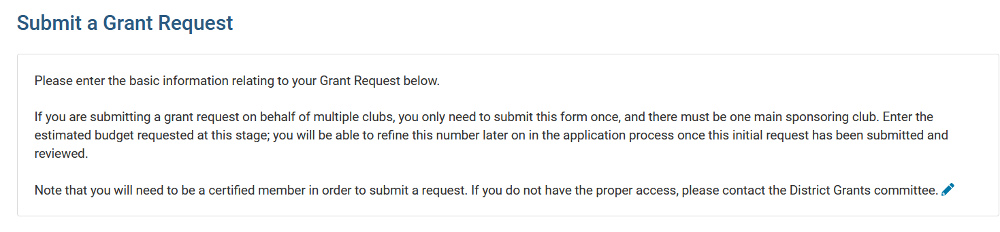 Submit a Grant Request
Please enter the basic information relating to your Grant Request below.
If you are submitting a grant request on behalf of multiple clubs, you only need to submit this form once, and there must be one main sponsoring club. Enter the
estimated budget requested at this stage; you will be able to refine this number later on in the application process once this initial request has been submitted and
reviewed.
Note that you will need to be a certified member in order to submit a request. If you do not have the proper access, please contact the District Grants committee.